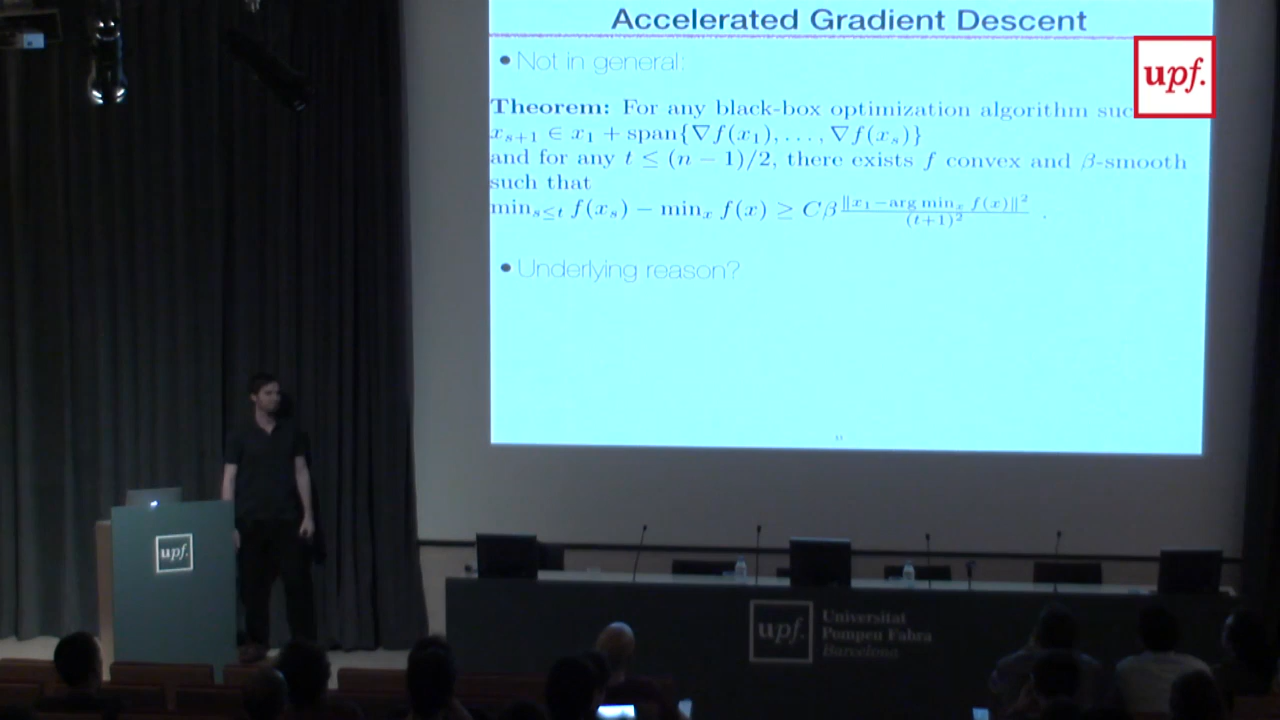 Accelerated Gradient Descent
• Not in general:
upf.
Theorem: For any black-box optimization algorithm suc
x_{s+1} ∈ x_1 + span{∇f(x_1), . . . , ∇f(x_s)}
and for any t ≤ (n − 1)/2, there exists f convex and β-smooth
such that
min_{s≤t} f(x_s) − min_x f(x) ≥ Cβ ‖x_1−arg min_x f(x)‖²/(t+1)² .
• Underlying reason?
upf.
upf.
Universitat
Pompeu Fabra
Barcelona